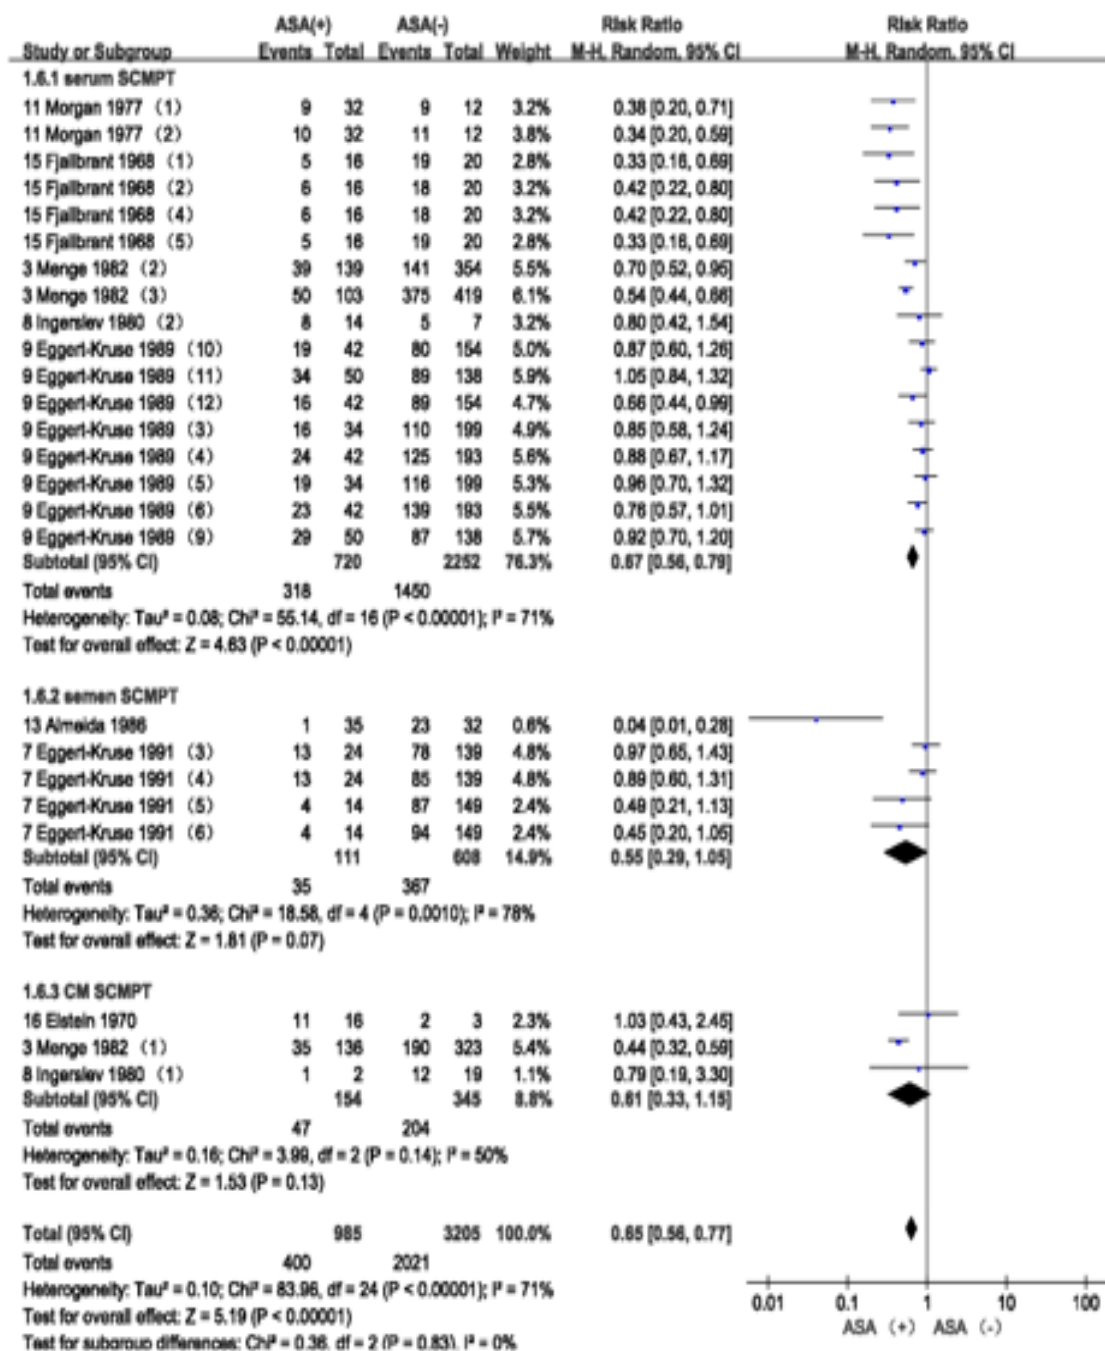 ASA(+) ASA(-) Risk Ratio Risk Ratio
Study or Subgroup Events Total Events Total Weight M-H, Random, 95% CI M-H, Random, 95% CI
1.6.1 serum SCMPT
11 Morgan 1977 (1) 9 32 9 12 3.2% 0.38 [0.20, 0.71]
11 Morgan 1977 (2) 10 32 11 12 3.8% 0.34 [0.20, 0.59]
15 Fjallbrant 1968 (1) 5 16 19 20 2.8% 0.33 [0.16, 0.69]
15 Fjallbrant 1968 (2) 6 16 18 20 3.2% 0.42 [0.22, 0.80]
15 Fjallbrant 1968 (4) 6 16 18 20 3.2% 0.42 [0.22, 0.80]
15 Fjallbrant 1968 (5) 5 16 19 20 2.8% 0.33 [0.16, 0.69]
3 Menge 1982 (2) 39 139 141 354 5.5% 0.70 [0.52, 0.95]
3 Menge 1982 (3) 50 103 375 419 6.1% 0.54 [0.44, 0.66]
8 Ingerslev 1980 (2) 8 14 5 7 3.2% 0.80 [0.42, 1.54]
9 Eggert-Kruse 1989 (10) 19 42 80 154 5.0% 0.87 [0.60, 1.26]
9 Eggert-Kruse 1989 (11) 34 50 89 138 5.9% 1.05 [0.84, 1.32]
9 Eggert-Kruse 1989 (12) 16 42 89 154 4.7% 0.66 [0.44, 0.99]
9 Eggert-Kruse 1989 (3) 16 34 110 199 4.9% 0.85 [0.58, 1.24]
9 Eggert-Kruse 1989 (4) 24 42 125 193 5.6% 0.88 [0.67, 1.17]
9 Eggert-Kruse 1989 (5) 19 34 116 199 5.3% 0.96 [0.70, 1.32]
9 Eggert-Kruse 1989 (6) 23 42 139 193 5.5% 0.76 [0.57, 1.01]
9 Eggert-Kruse 1989 (9) 29 50 87 138 5.7% 0.92 [0.70, 1.20]
Subtotal (95% CI) 720 2252 76.3% 0.67 [0.56, 0.79]
Total events 318 1450
Heterogeneity: Tau² = 0.08; Chi² = 55.14, df = 16 (P < 0.00001); I² = 71%
Test for overall effect: Z = 4.63 (P < 0.00001)
1.6.2 semen SCMPT
13 Almeida 1986 1 35 23 32 0.6% 0.04 [0.01, 0.28]
7 Eggert-Kruse 1991 (3) 13 24 78 139 4.8% 0.97 [0.65, 1.43]
7 Eggert-Kruse 1991 (4) 13 24 85 139 4.8% 0.89 [0.60, 1.31]
7 Eggert-Kruse 1991 (5) 4 14 87 149 2.4% 0.49 [0.21, 1.13]
7 Eggert-Kruse 1991 (6) 4 14 94 149 2.4% 0.45 [0.20, 1.05]
Subtotal (95% CI) 111 608 14.9% 0.55 [0.29, 1.05]
Total events 35 367
Heterogeneity: Tau² = 0.36; Chi² = 18.58, df = 4 (P = 0.0010); I² = 78%
Test for overall effect: Z = 1.81 (P = 0.07)
1.6.3 CM SCMPT
16 Elstein 1970 11 16 2 3 2.3% 1.03 [0.43, 2.45]
3 Menge 1982 (1) 35 136 190 323 5.4% 0.44 [0.32, 0.59]
8 Ingerslev 1980 (1) 1 2 12 19 1.1% 0.79 [0.19, 3.30]
Subtotal (95% CI) 154 345 8.8% 0.61 [0.33, 1.15]
Total events 47 204
Heterogeneity: Tau² = 0.16; Chi² = 3.99, df = 2 (P = 0.14); I² = 50%
Test for overall effect: Z = 1.53 (P = 0.13)
Total (95% CI) 985 3205 100.0% 0.65 [0.56, 0.77]
Total events 400 2021
Heterogeneity: Tau² = 0.10; Chi² = 83.96, df = 24 (P < 0.00001); I² = 71%
Test for overall effect: Z = 5.19 (P < 0.00001)
Test for subgroup differences: Chi² = 0.36, df = 2 (P = 0.83), I² = 0%
0.01 0.1 1 10 100
ASA (+) ASA (-)